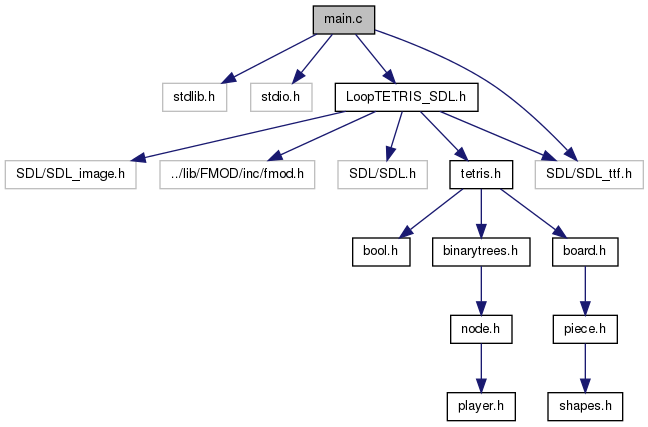 main.c
stdlib.h
stdio.h
LoopTETRIS_SDL.h
SDL/SDL_image.h
../lib/FMOD/inc/fmod.h
SDL/SDL.h
tetris.h
SDL/SDL_ttf.h
bool.h
binarytrees.h
board.h
node.h
piece.h
player.h
shapes.h